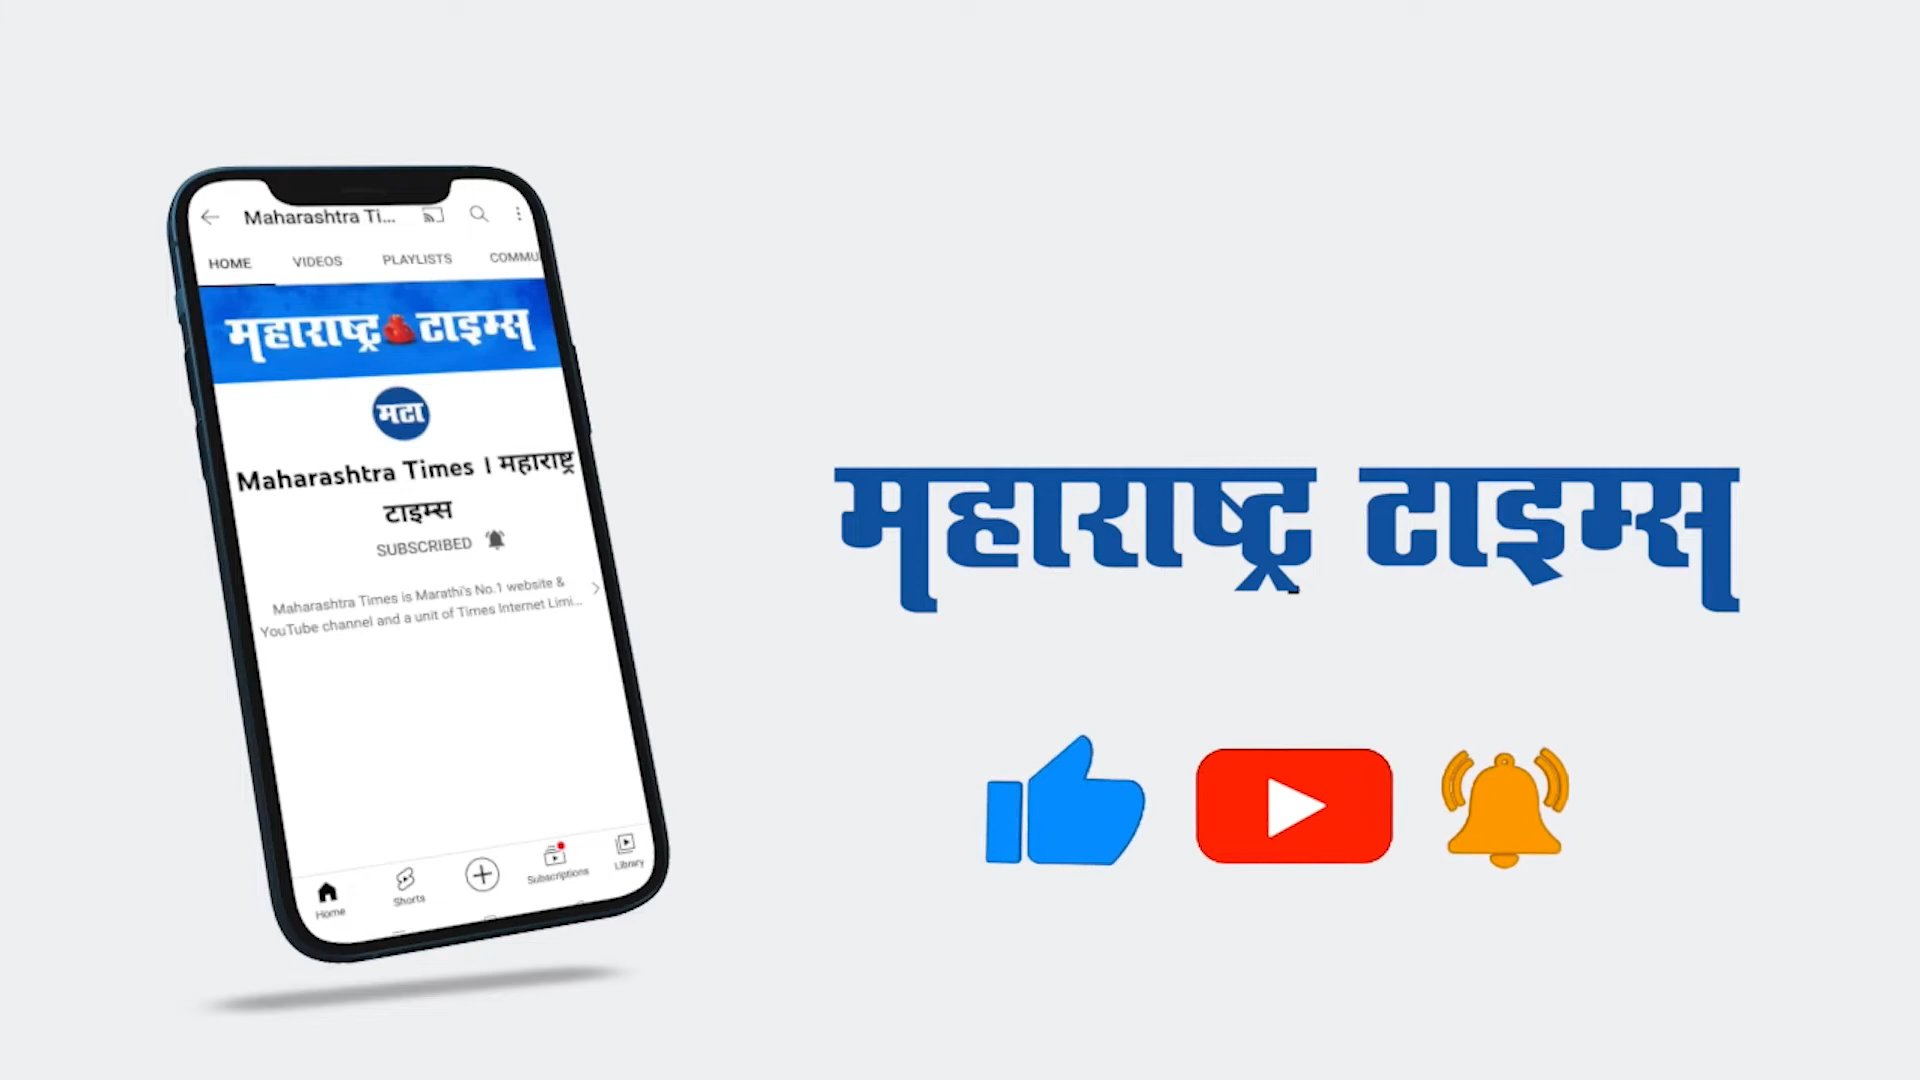 Maharashtra Ti...
HOME VIDEOS PLAYLISTS COMMU
महाराष्ट्र टाइम्स
मटा
Maharashtra Times । महाराष्ट्र
टाइम्स
SUBSCRIBED
Maharashtra Times is Marathi's No.1 website &
YouTube channel and a unit of Times Internet Limi...
Home Shorts Subscriptions Library
महाराष्ट्र टाइम्स